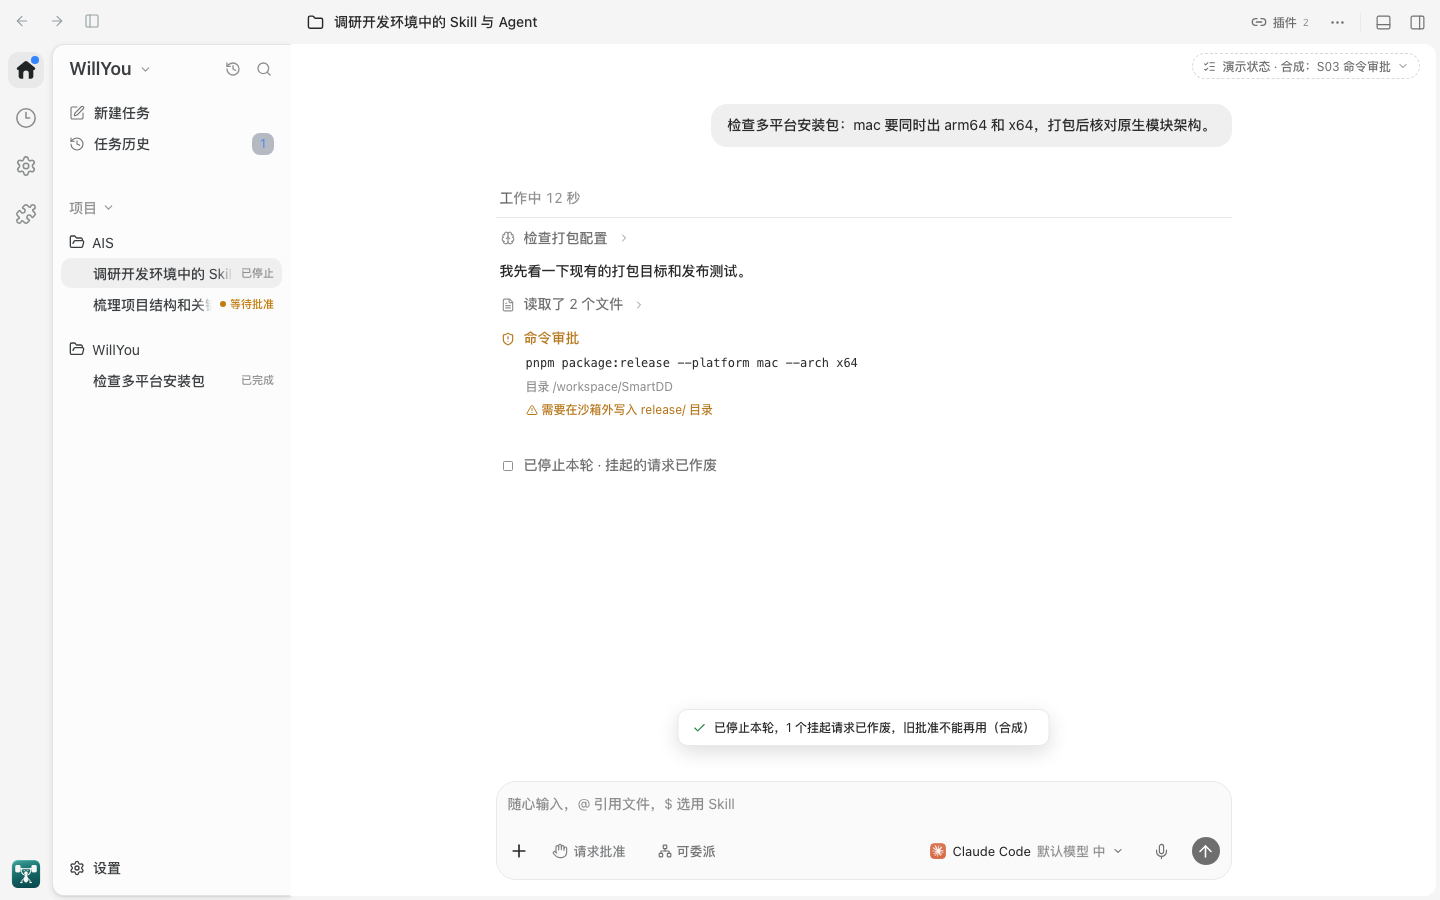 调研开发环境中的 Skill 与 Agent
插件 2
WillYou
演示状态 · 合成：S03 命令审批
新建任务
任务历史 1
项目
AIS
调研开发环境中的 Ski 已停止
梳理项目结构和关 等待批准
WillYou
检查多平台安装包 已完成
设置
检查多平台安装包：mac 要同时出 arm64 和 x64，打包后核对原生模块架构。
工作中 12 秒
检查打包配置
我先看一下现有的打包目标和发布测试。
读取了 2 个文件
命令审批
pnpm package:release --platform mac --arch x64
目录 /workspace/SmartDD
需要在沙箱外写入 release/ 目录
已停止本轮 · 挂起的请求已作废
已停止本轮，1 个挂起请求已作废，旧批准不能再用（合成）
随心输入，@ 引用文件，$ 选用 Skill
请求批准
可委派
Claude Code 默认模型 中